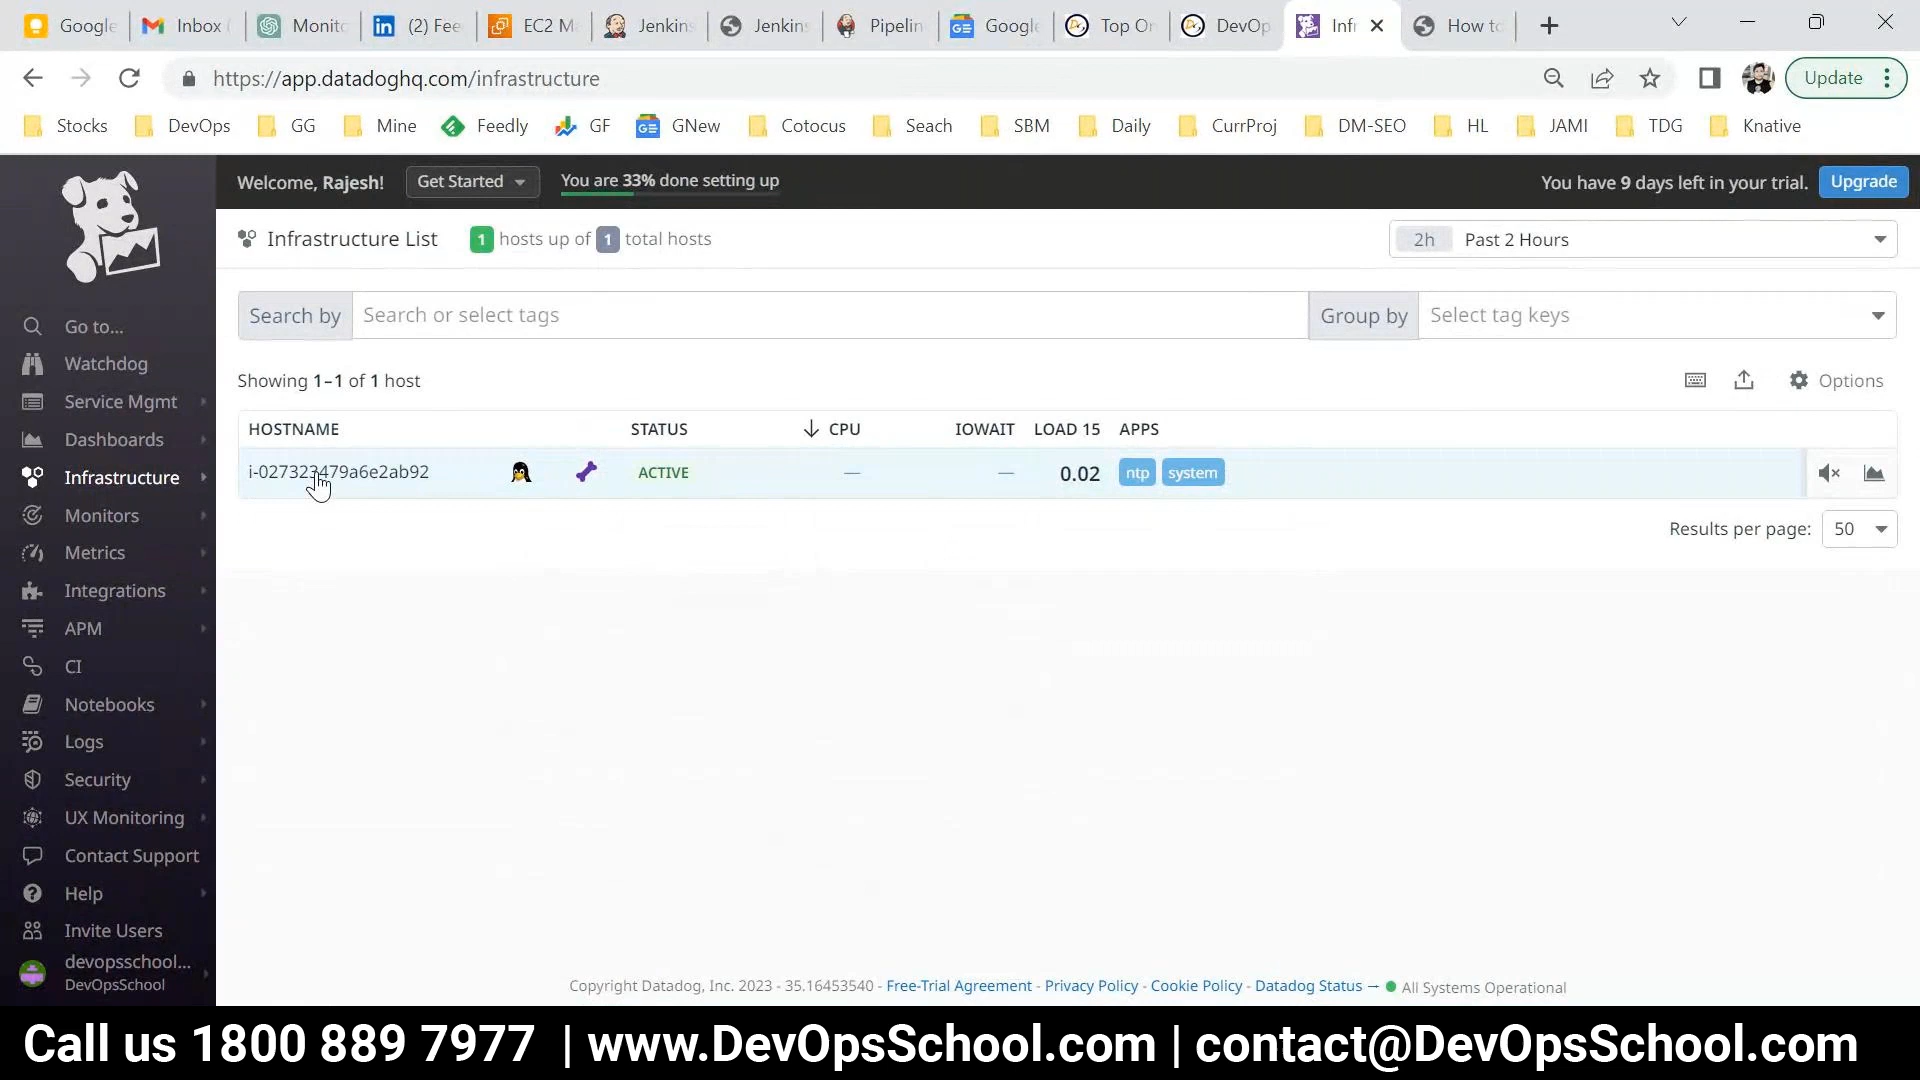 Google
Inbox (
Monito
(2) Fee
EC2 M
Jenkins
Jenkins
Pipelin
Google
Top On
DevOp
Infr
How to
https://app.datadoghq.com/infrastructure
Update
Stocks
DevOps
GG
Mine
Feedly
GF
GNew
Cotocus
Seach
SBM
Daily
CurrProj
DM-SEO
HL
JAMI
TDG
Knative
Welcome, Rajesh!
Get Started
You are 33% done setting up
You have 9 days left in your trial.
Upgrade
Infrastructure List
1 hosts up of 1 total hosts
2h Past 2 Hours
Search by
Search or select tags
Group by
Select tag keys
Showing 1–1 of 1 host
Options
HOSTNAME STATUS CPU IOWAIT LOAD 15 APPS
i-027323479a6e2ab92 ACTIVE — — 0.02 ntp system
Results per page: 50
Go to...
Watchdog
Service Mgmt
Dashboards
Infrastructure
Monitors
Metrics
Integrations
APM
CI
Notebooks
Logs
Security
UX Monitoring
Contact Support
Help
Invite Users
devopsschool...
DevOpsSchool
Copyright Datadog, Inc. 2023 - 35.16453540 - Free-Trial Agreement - Privacy Policy - Cookie Policy - Datadog Status → All Systems Operational
Call us 1800 889 7977 | www.DevOpsSchool.com | contact@DevOpsSchool.com